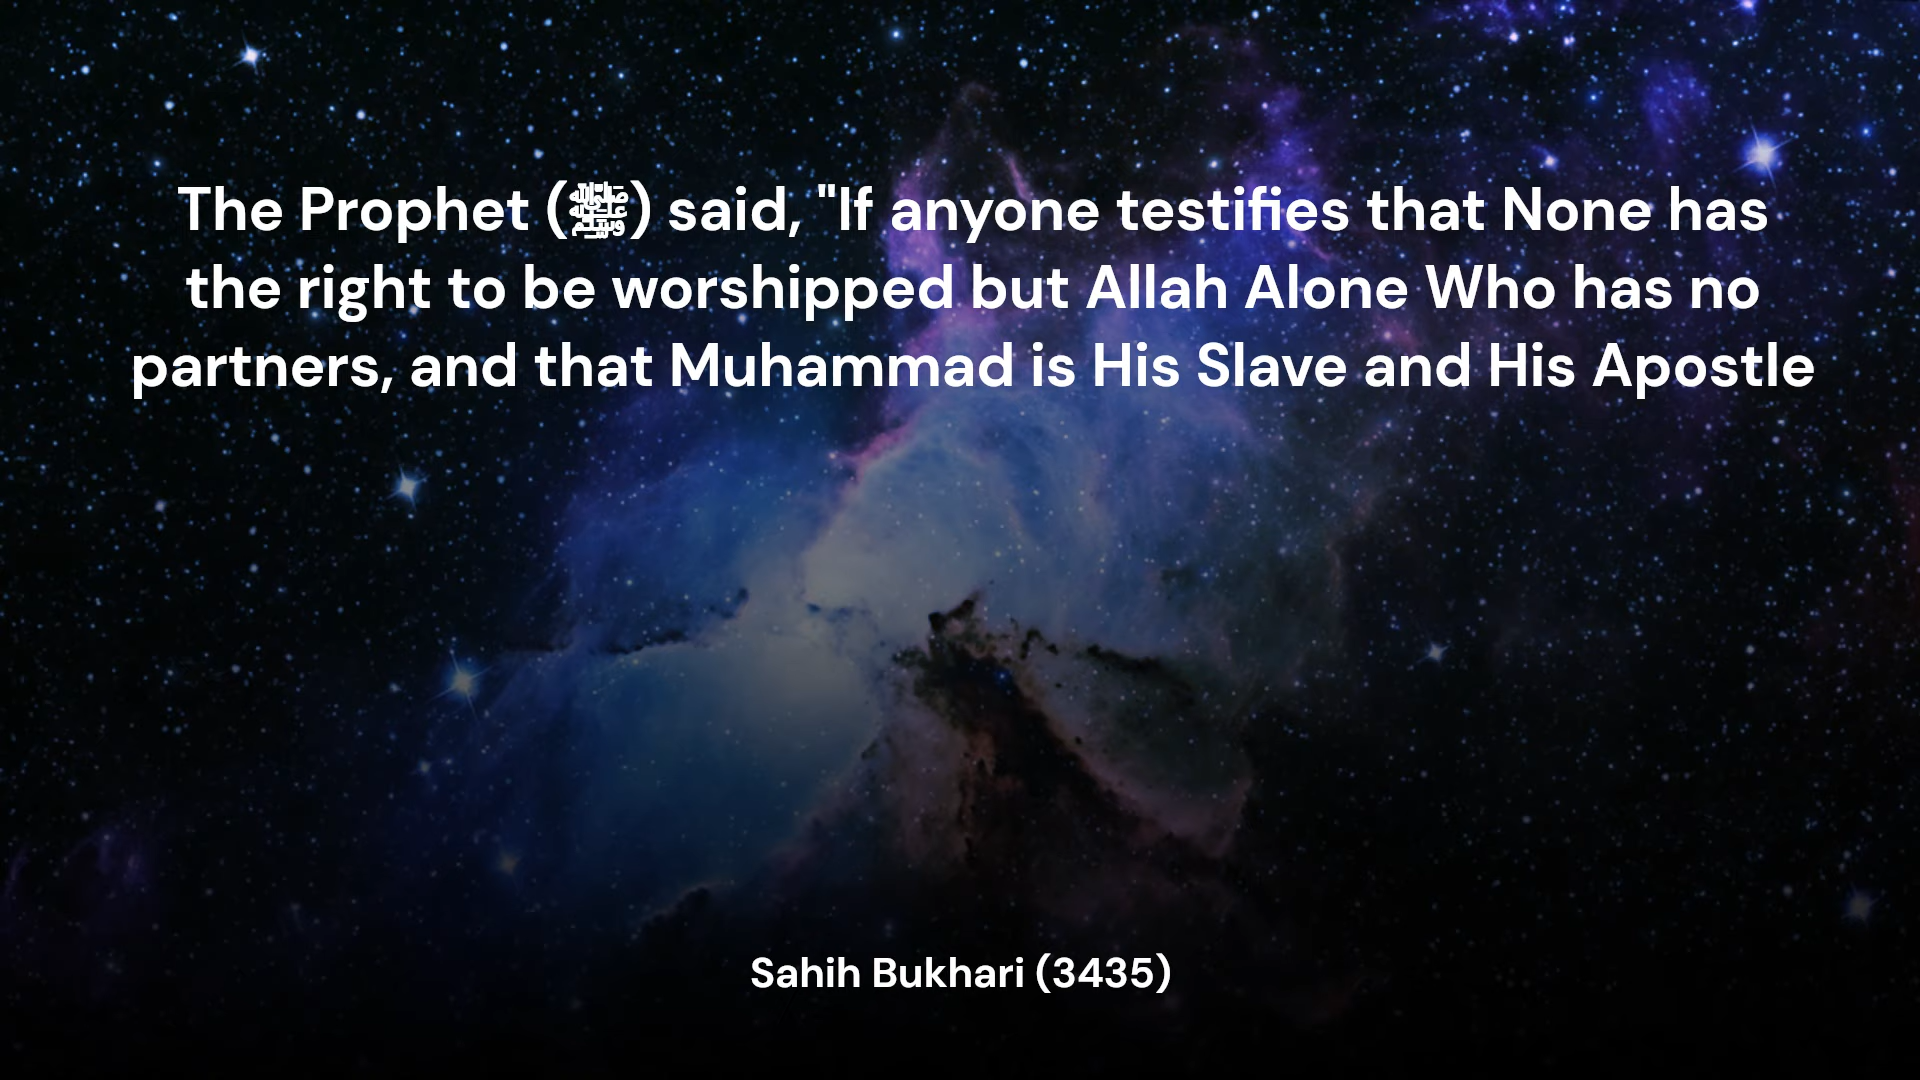 The Prophet (ﷺ) said, "If anyone testifies that None has
the right to be worshipped but Allah Alone Who has no
partners, and that Muhammad is His Slave and His Apostle
Sahih Bukhari (3435)